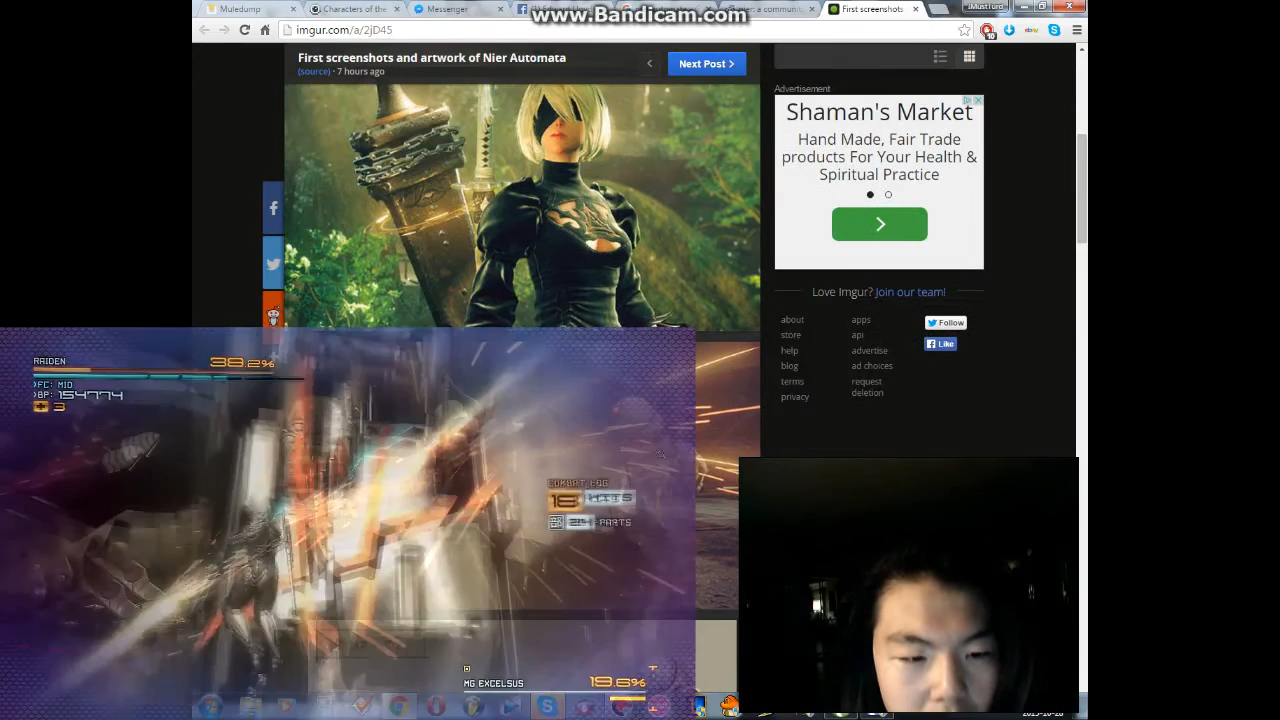 www.Bandicam.com
Muledump
Characters of the
Messenger
First screenshots
iMustTurd
imgur.com/a/2jD45
First screenshots and artwork of Nier Automata
(source) · 7 hours ago
Next Post >
Advertisement
Shaman's Market
Hand Made, Fair Trade
products For Your Health &
Spiritual Practice
Love Imgur? Join our team!
about
apps
Follow
store
api
Like
help
advertise
blog
ad choices
terms
request
deletion
privacy
RAIDEN
38.2%
FC: MID
BP: 154774
3
COMBAT LOG
18 HITS
PARTS
MG EXCELSUS
19.6%